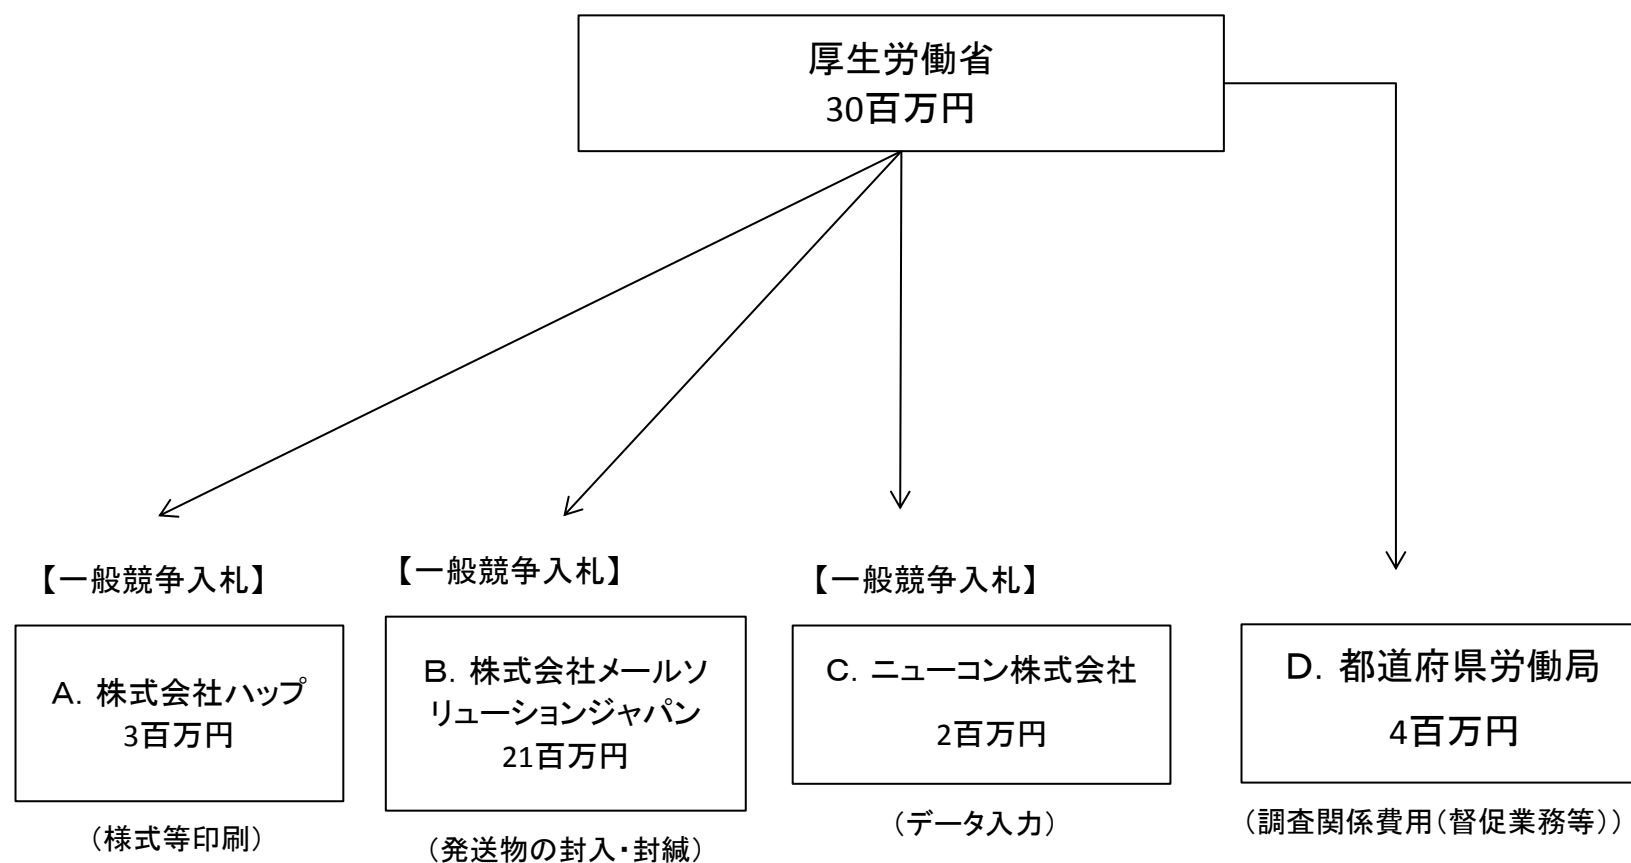 厚生労働省
30百万円
【一般競争入札】
【一般競争入札】
【一般競争入札】
A．株式会社ハップ
3百万円
B．株式会社メールソ
リューションジャパン
21百万円
C．ニューコン株式会社
2百万円
D．都道府県労働局
4百万円
（様式等印刷）
（発送物の封入・封緘）
（データ入力）
（調査関係費用（督促業務等））